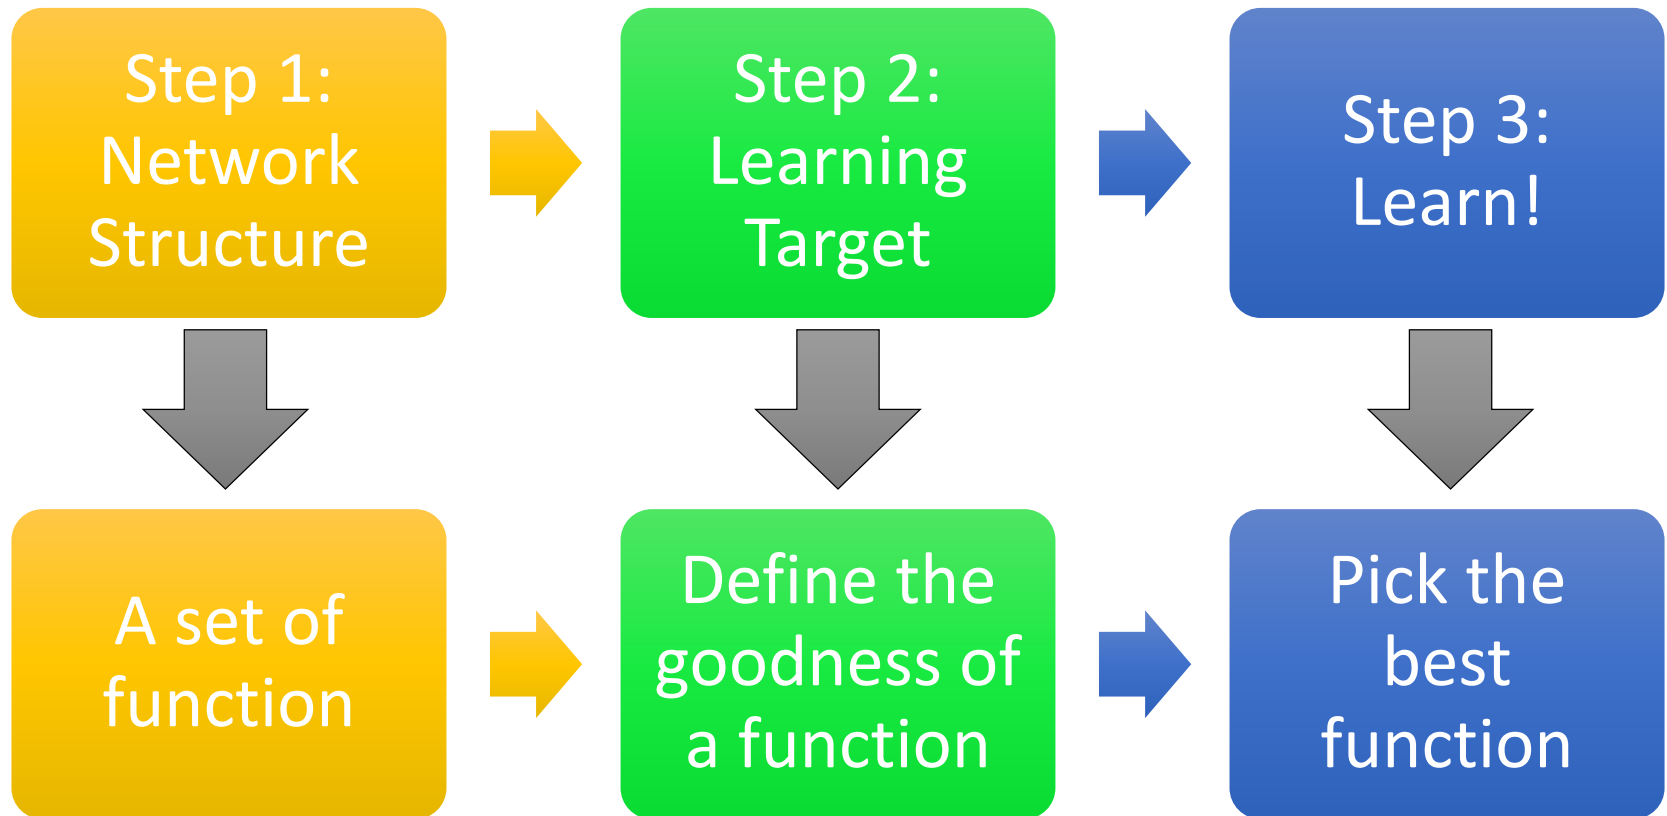 Step 1:
Network
Structure
Step 2:
Learning
Target
Step 3:
Learn!
A set of
function
Define the
goodness of
a function
Pick the
best
function